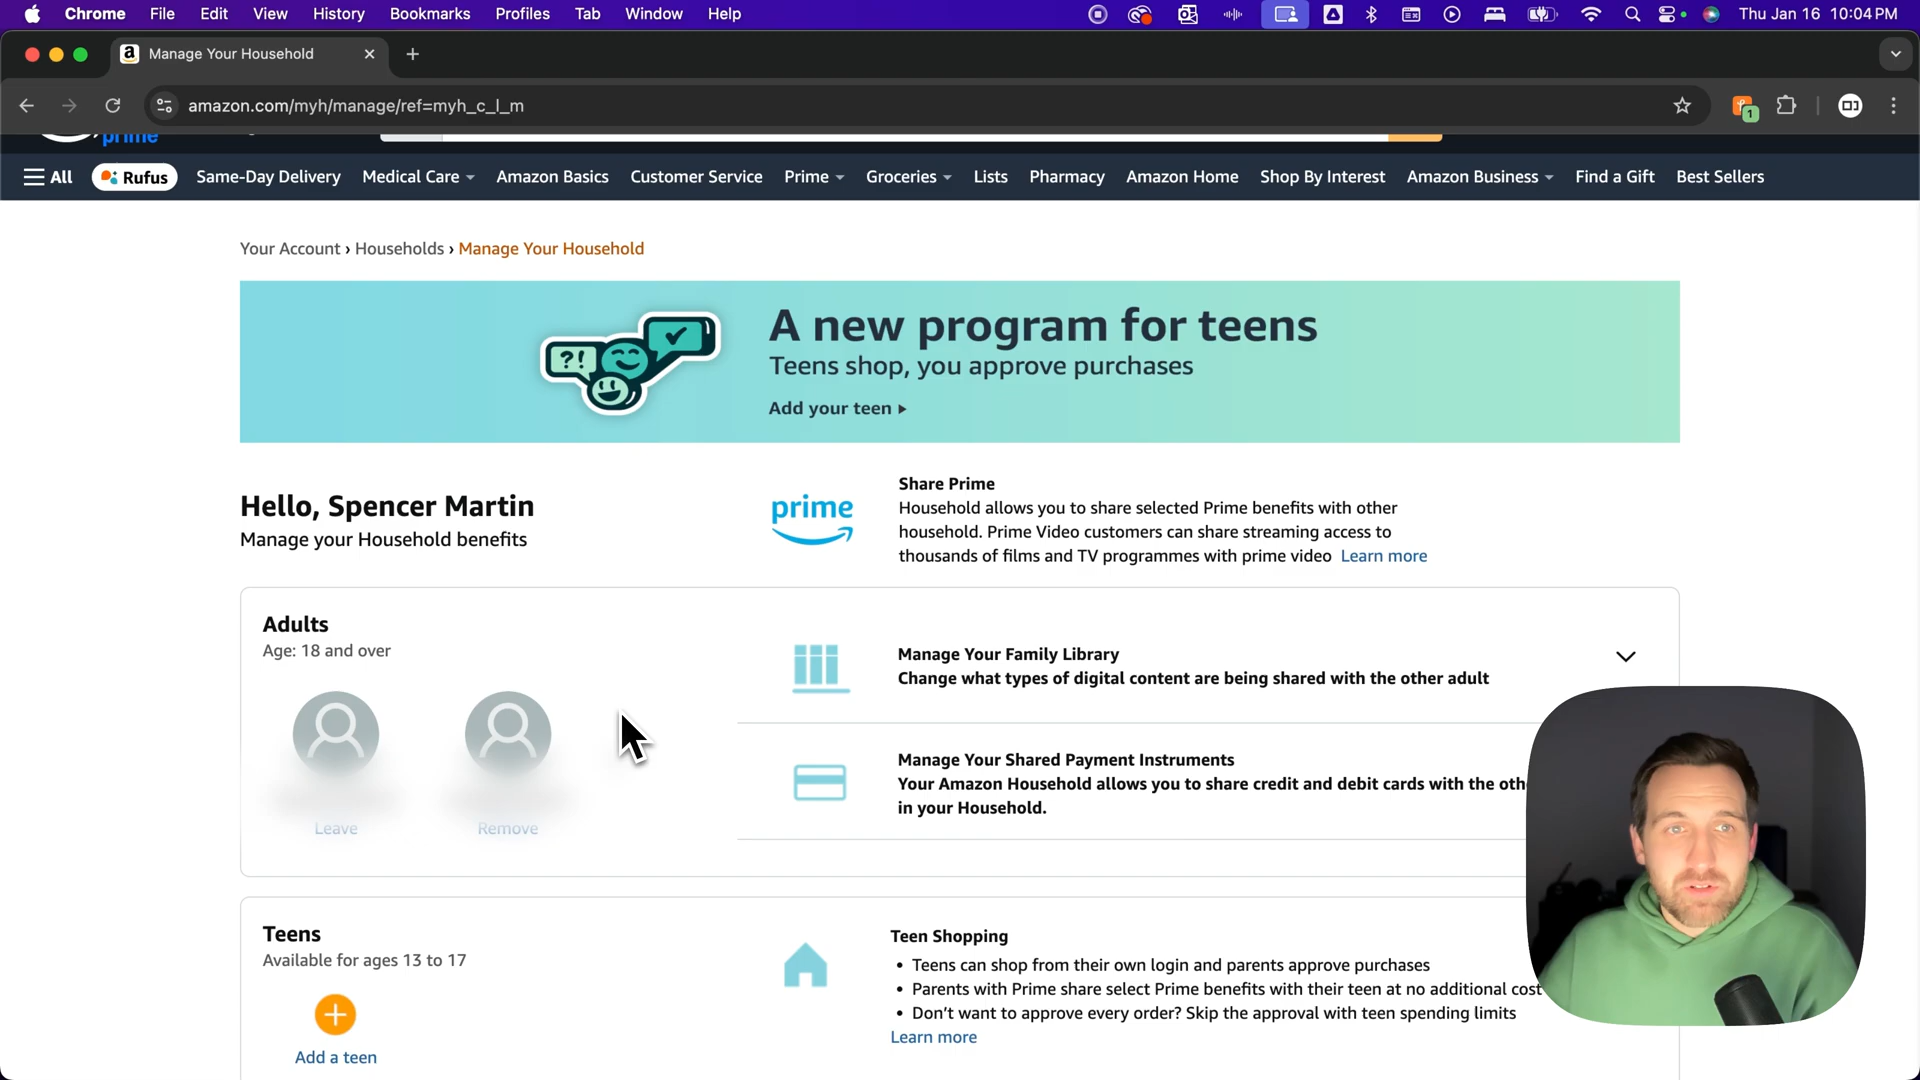 Chrome File Edit View History Bookmarks Profiles Tab Window Help Thu Jan 16 10:04 PM
Manage Your Household
amazon.com/myh/manage/ref=myh_c_l_m
1
prime
All Rufus Same-Day Delivery Medical Care Amazon Basics Customer Service Prime Groceries Lists Pharmacy Amazon Home Shop By Interest Amazon Business Find a Gift Best Sellers
Your Account › Households › Manage Your Household
?!
A new program for teens
Teens shop, you approve purchases
Add your teen
Hello, Spencer Martin
Manage your Household benefits
prime
Share Prime
Household allows you to share selected Prime benefits with other
household. Prime Video customers can share streaming access to
thousands of films and TV programmes with prime video Learn more
Adults
Age: 18 and over
Leave
Remove
Manage Your Family Library
Change what types of digital content are being shared with the other adult
Manage Your Shared Payment Instruments
Your Amazon Household allows you to share credit and debit cards with the
in your Household.
Teens
Available for ages 13 to 17
Add a teen
Teen Shopping
• Teens can shop from their own login and parents approve purchases
• Parents with Prime share select Prime benefits with their teen at no additional cost
• Don't want to approve every order? Skip the approval with teen spending limits
Learn more